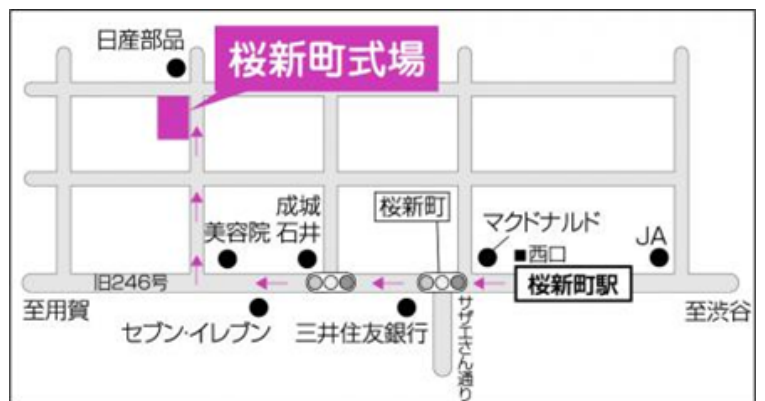 日産部品
桜新町式場
成城
石井
美容院
桜新町
マクドナルド
■西口
JA
旧246号
桜新町駅
至用賀
至渋谷
セブン・イレブン
三井住友銀行
サザエさん通り